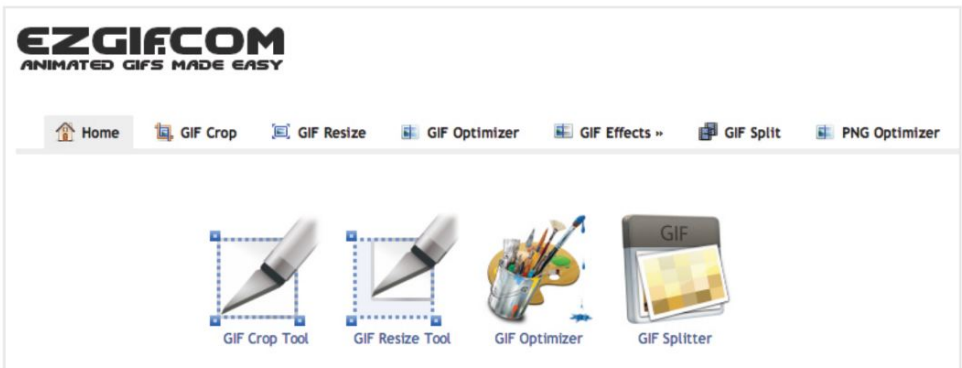 EZGIF.COM
ANIMATED GIFS MADE EASY
Home GIF Crop GIF Resize GIF Optimizer GIF Effects » GIF Split PNG Optimizer
GIF
GIF Crop Tool GIF Resize Tool GIF Optimizer GIF Splitter